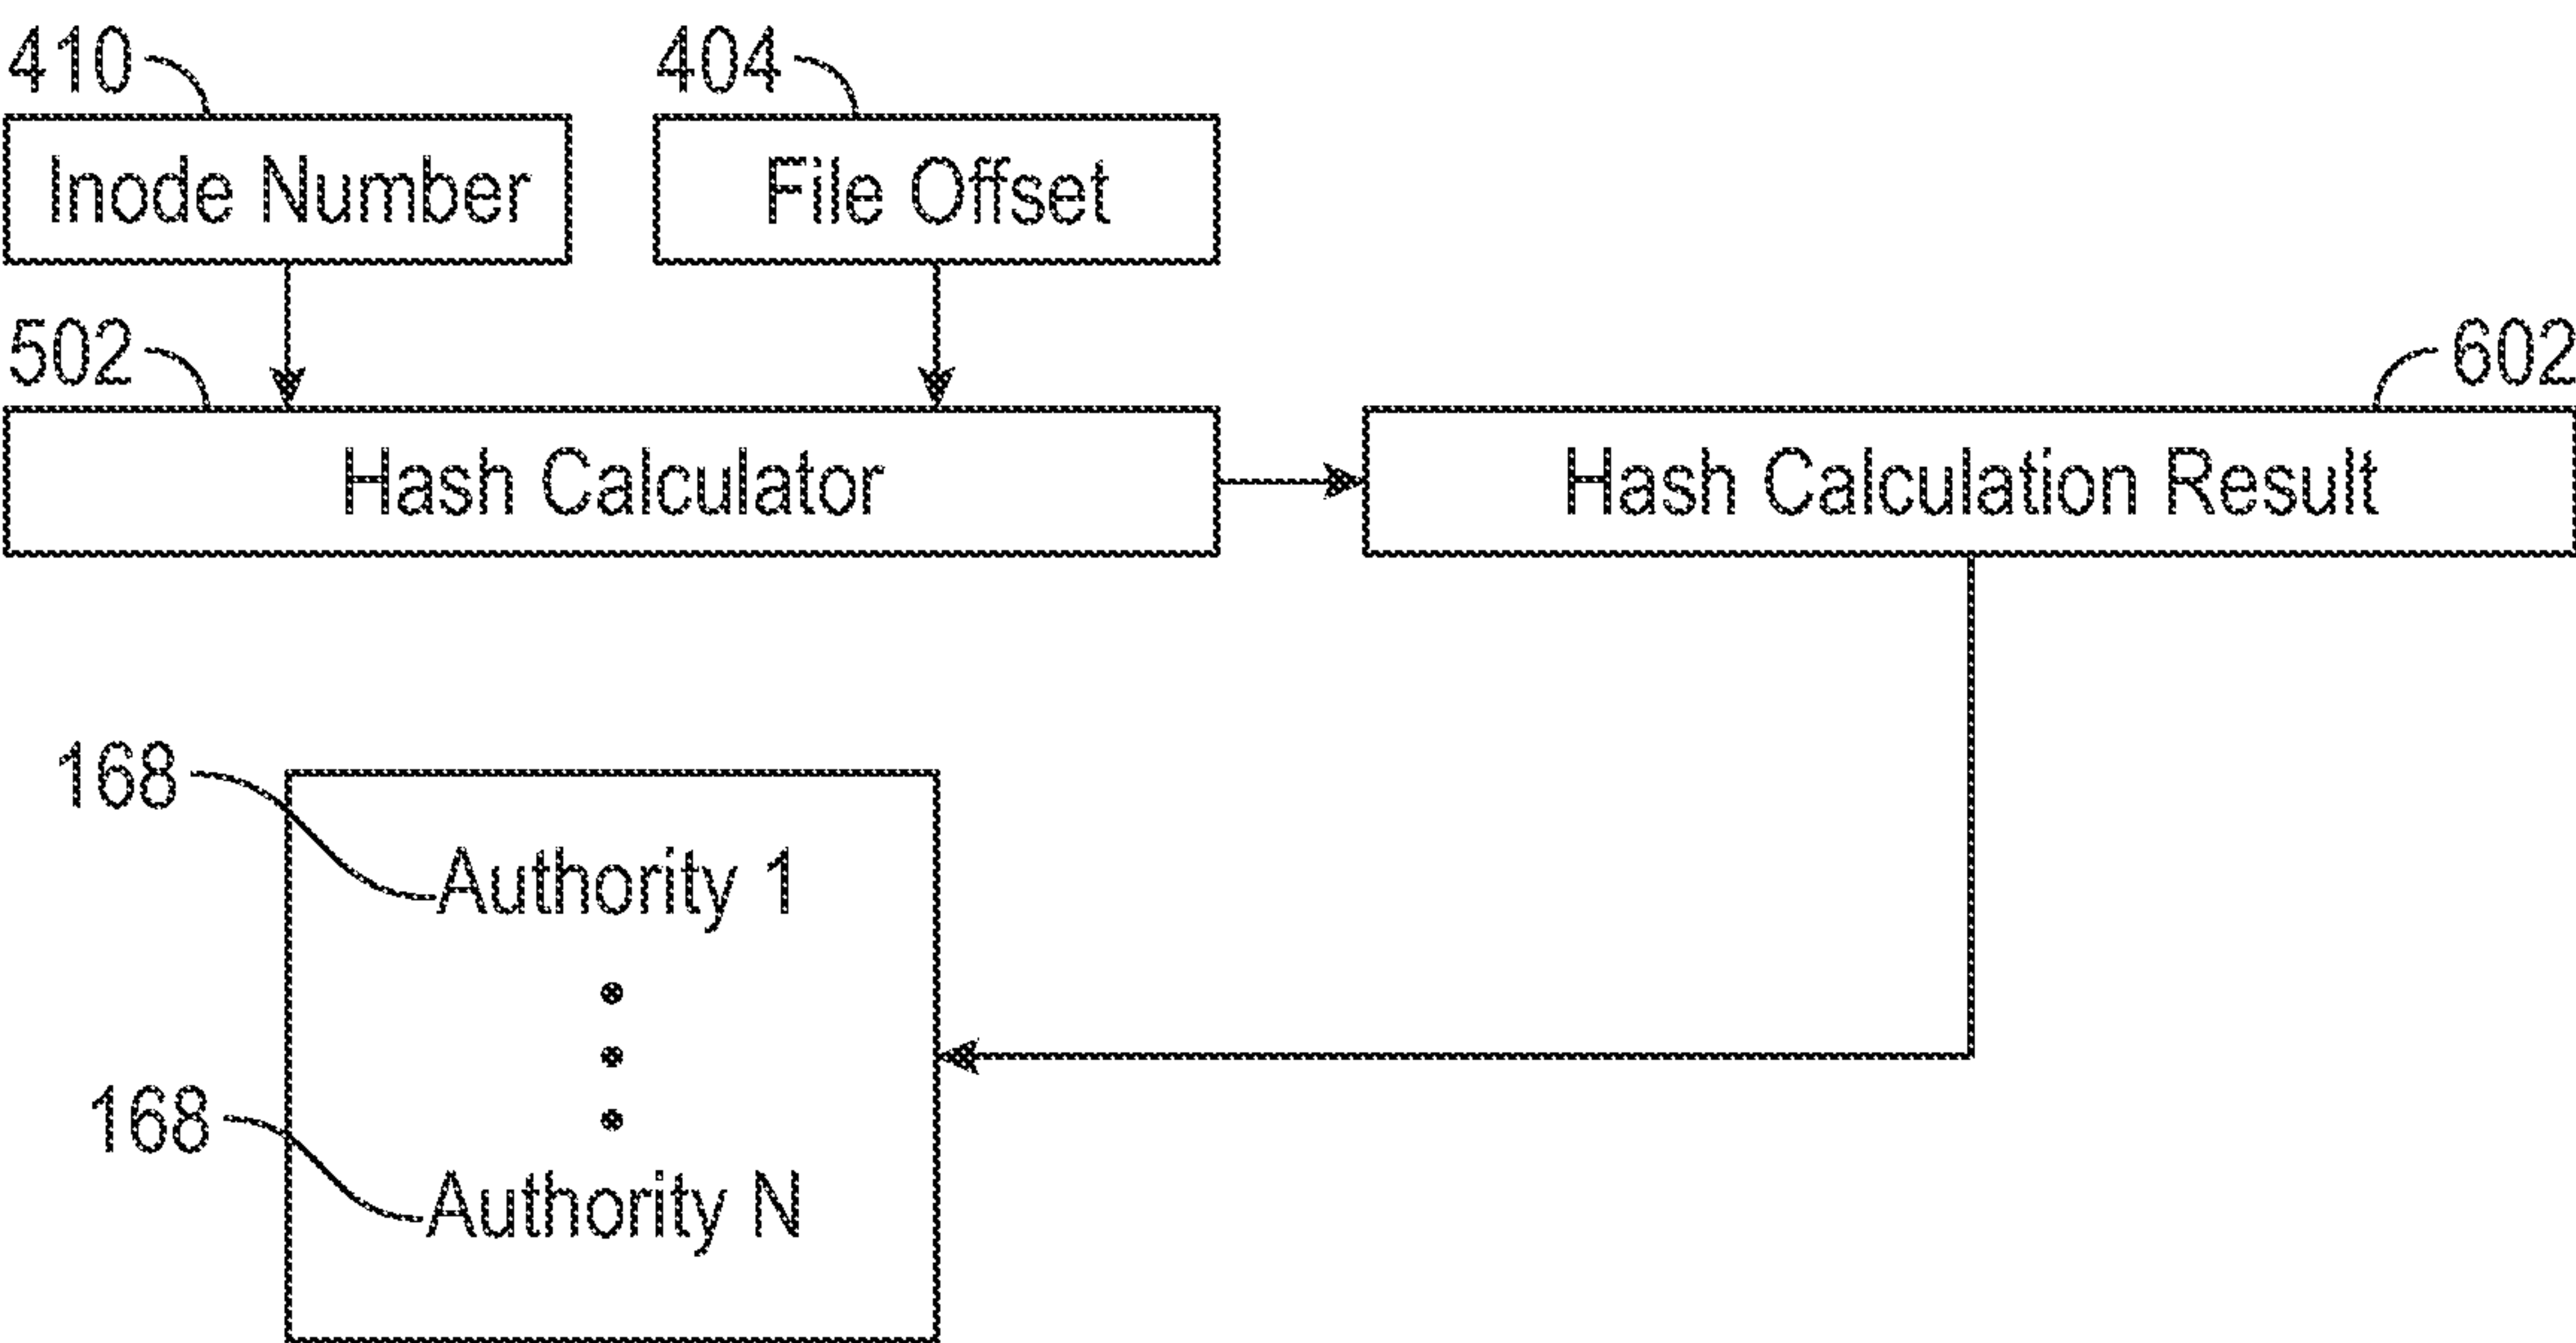 410
404
Inode Number
File Offset
502
602
Hash Calculator
Hash Calculation Result
168
Authority 1
168
Authority N